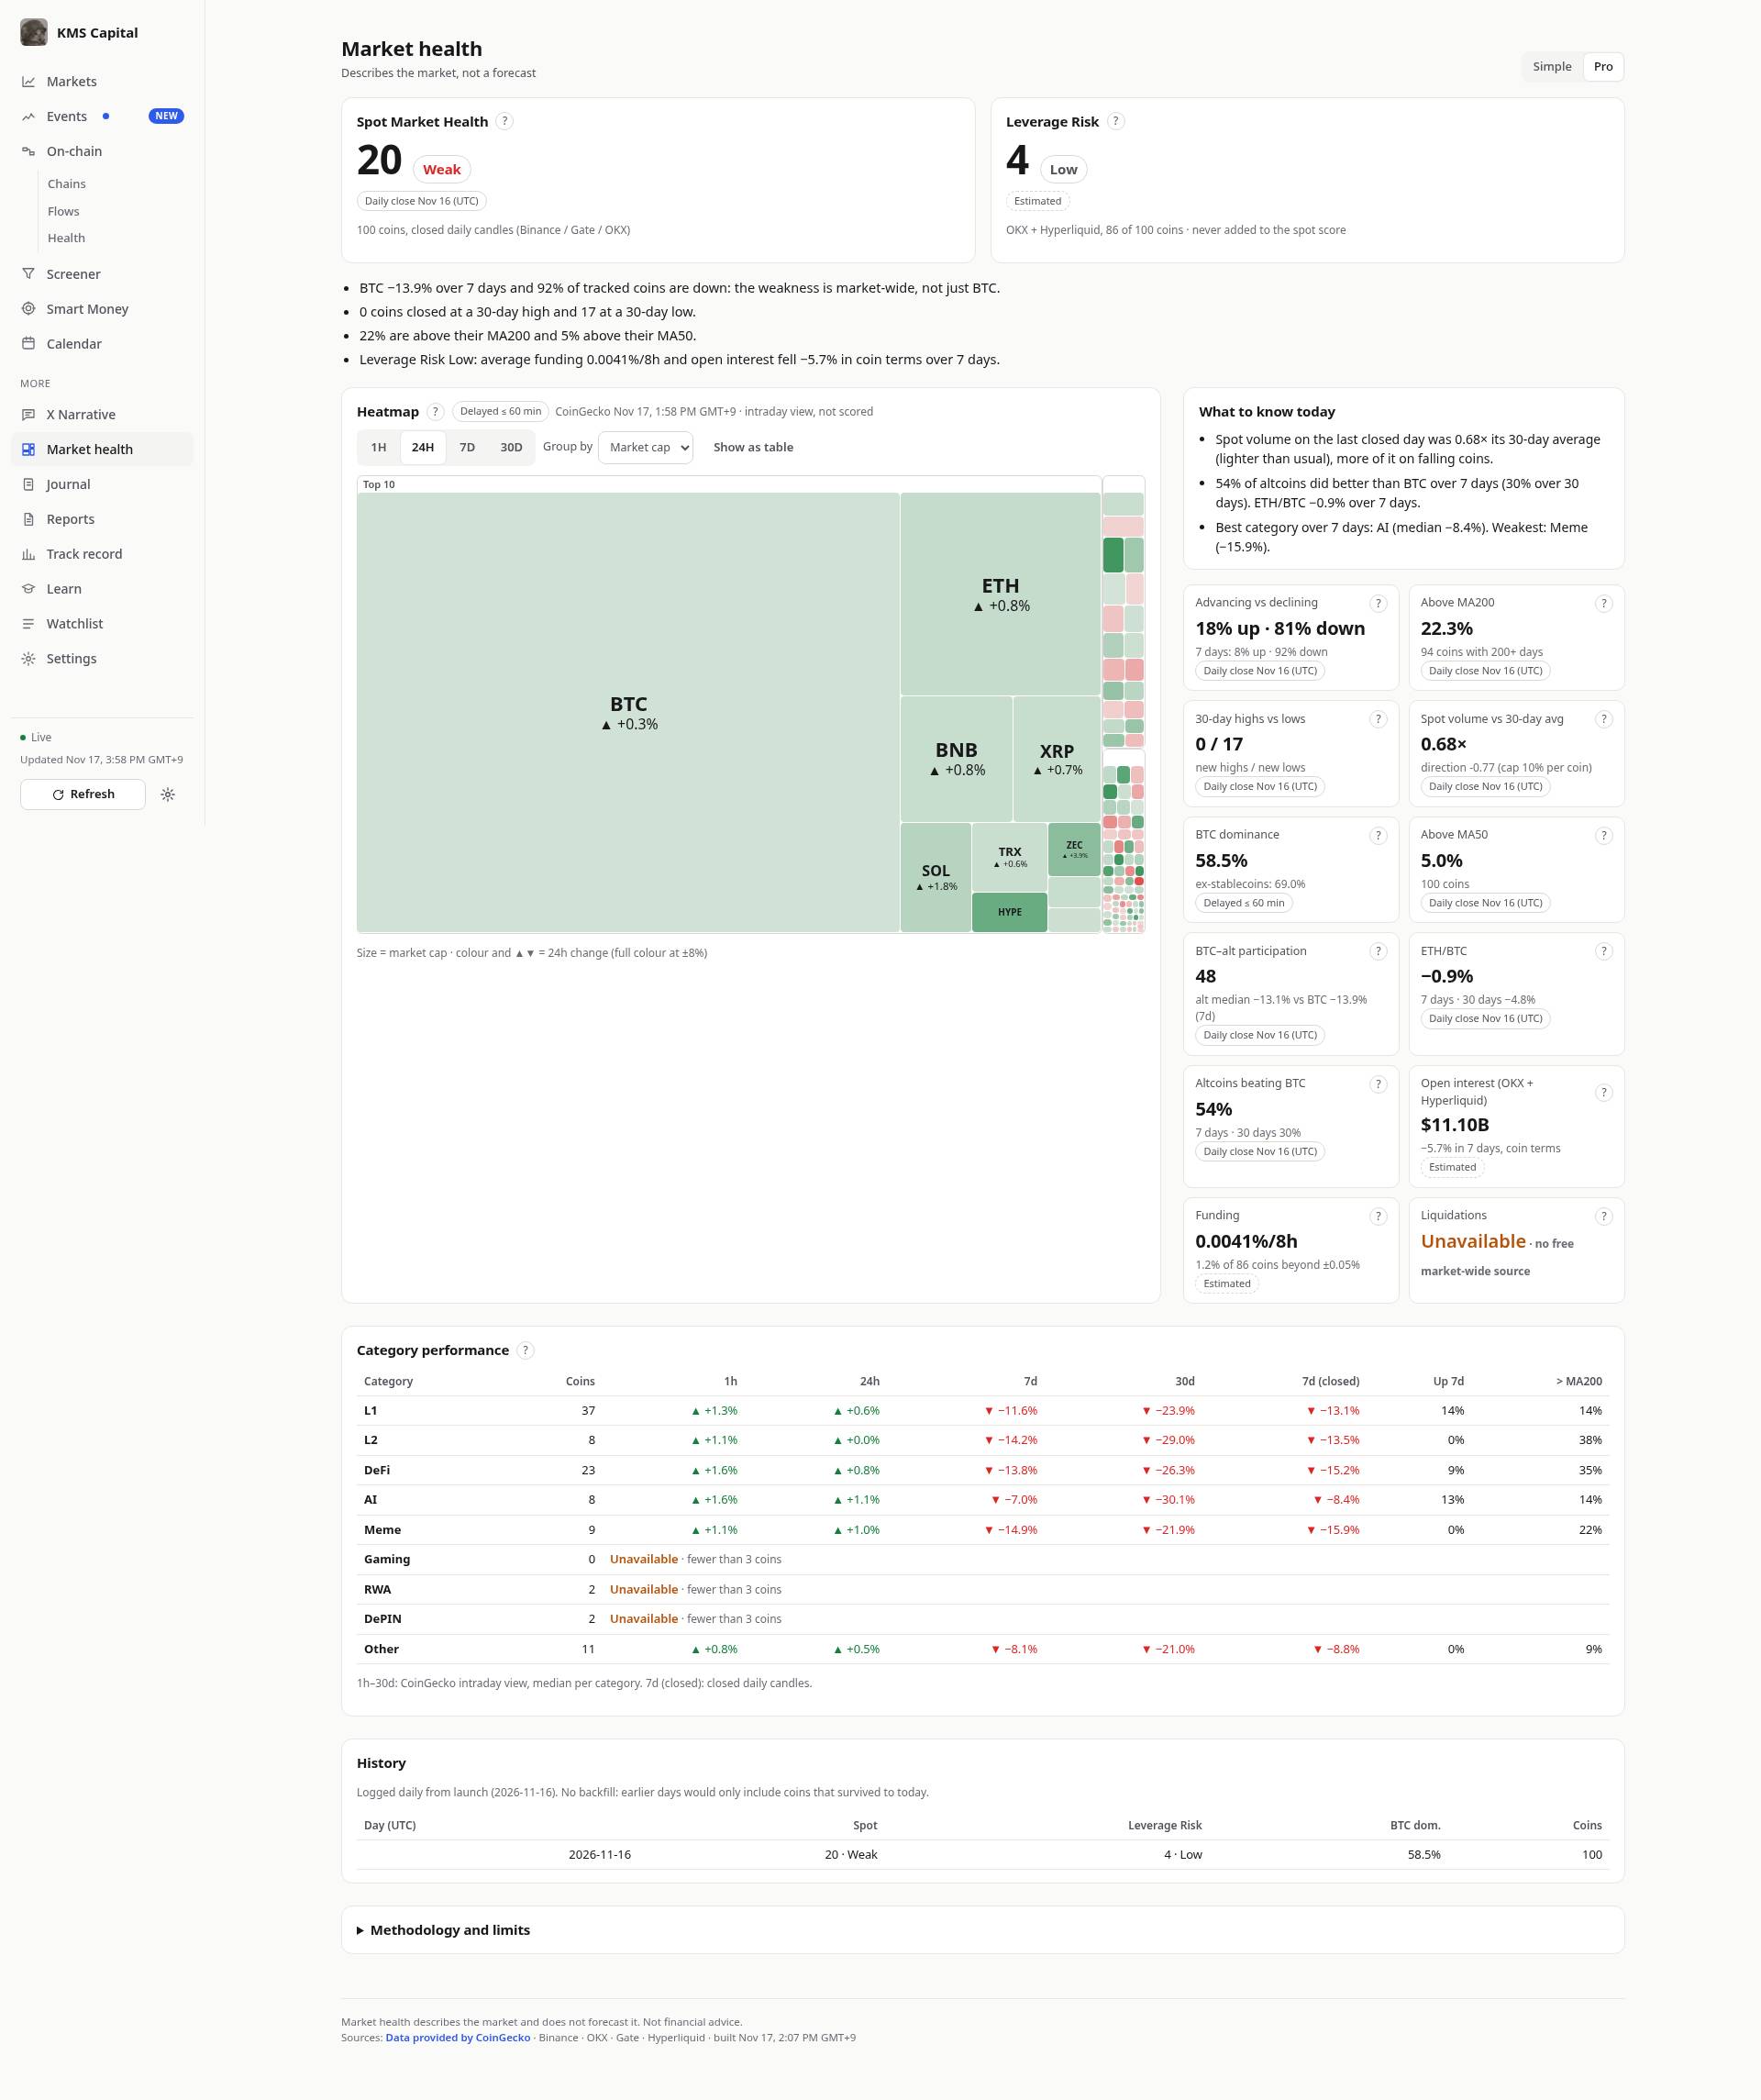 KMS Capital
Markets
Events
NEW
On-chain
Chains
Flows
Health
Screener
Smart Money
Calendar
MORE
X Narrative
Market health
Journal
Reports
Track record
Learn
Watchlist
Settings
Live
Updated Nov 17, 3:58 PM GMT+9
Refresh
Market health
Describes the market, not a forecast
Simple
Pro
Spot Market Health ?
20 Weak
Daily close Nov 16 (UTC)
100 coins, closed daily candles (Binance / Gate / OKX)
Leverage Risk ?
4 Low
Estimated
OKX + Hyperliquid, 86 of 100 coins · never added to the spot score
• BTC −13.9% over 7 days and 92% of tracked coins are down: the weakness is market-wide, not just BTC.
• 0 coins closed at a 30-day high and 17 at a 30-day low.
• 22% are above their MA200 and 5% above their MA50.
• Leverage Risk Low: average funding 0.0041%/8h and open interest fell −5.7% in coin terms over 7 days.
Heatmap ? Delayed ≤ 60 min CoinGecko Nov 17, 1:58 PM GMT+9 · intraday view, not scored
1H 24H 7D 30D Group by Market cap Show as table
Top 10
BTC
▲ +0.3%
ETH
▲ +0.8%
BNB
▲ +0.8%
XRP
▲ +0.7%
SOL
▲ +1.8%
TRX
▲ +0.6%
ZEC
▲ +3.9%
HYPE
Size = market cap · colour and ▲▼ = 24h change (full colour at ±8%)
What to know today
• Spot volume on the last closed day was 0.68× its 30-day average
(lighter than usual), more of it on falling coins.
• 54% of altcoins did better than BTC over 7 days (30% over 30
days). ETH/BTC −0.9% over 7 days.
• Best category over 7 days: AI (median −8.4%). Weakest: Meme
(−15.9%).
Advancing vs declining ?
18% up · 81% down
7 days: 8% up · 92% down
Daily close Nov 16 (UTC)
Above MA200 ?
22.3%
94 coins with 200+ days
Daily close Nov 16 (UTC)
30-day highs vs lows ?
0 / 17
new highs / new lows
Daily close Nov 16 (UTC)
Spot volume vs 30-day avg ?
0.68×
direction -0.77 (cap 10% per coin)
Daily close Nov 16 (UTC)
BTC dominance ?
58.5%
ex-stablecoins: 69.0%
Delayed ≤ 60 min
Above MA50 ?
5.0%
100 coins
Daily close Nov 16 (UTC)
BTC–alt participation ?
48
alt median −13.1% vs BTC −13.9%
(7d)
Daily close Nov 16 (UTC)
ETH/BTC ?
−0.9%
7 days · 30 days −4.8%
Daily close Nov 16 (UTC)
Altcoins beating BTC ?
54%
7 days · 30 days 30%
Daily close Nov 16 (UTC)
Open interest (OKX +
Hyperliquid) ?
$11.10B
−5.7% in 7 days, coin terms
Estimated
Funding ?
0.0041%/8h
1.2% of 86 coins beyond ±0.05%
Estimated
Liquidations ?
Unavailable · no free
market-wide source
Category performance ?
Category Coins 1h 24h 7d 30d 7d (closed) Up 7d > MA200
L1 37 ▲ +1.3% ▲ +0.6% ▼ −11.6% ▼ −23.9% ▼ −13.1% 14% 14%
L2 8 ▲ +1.1% ▲ +0.0% ▼ −14.2% ▼ −29.0% ▼ −13.5% 0% 38%
DeFi 23 ▲ +1.6% ▲ +0.8% ▼ −13.8% ▼ −26.3% ▼ −15.2% 9% 35%
AI 8 ▲ +1.6% ▲ +1.1% ▼ −7.0% ▼ −30.1% ▼ −8.4% 13% 14%
Meme 9 ▲ +1.1% ▲ +1.0% ▼ −14.9% ▼ −21.9% ▼ −15.9% 0% 22%
Gaming 0 Unavailable · fewer than 3 coins
RWA 2 Unavailable · fewer than 3 coins
DePIN 2 Unavailable · fewer than 3 coins
Other 11 ▲ +0.8% ▲ +0.5% ▼ −8.1% ▼ −21.0% ▼ −8.8% 0% 9%
1h–30d: CoinGecko intraday view, median per category. 7d (closed): closed daily candles.
History
Logged daily from launch (2026-11-16). No backfill: earlier days would only include coins that survived to today.
Day (UTC) Spot Leverage Risk BTC dom. Coins
2026-11-16 20 · Weak 4 · Low 58.5% 100
▶ Methodology and limits
Market health describes the market and does not forecast it. Not financial advice.
Sources: Data provided by CoinGecko · Binance · OKX · Gate · Hyperliquid · built Nov 17, 2:07 PM GMT+9